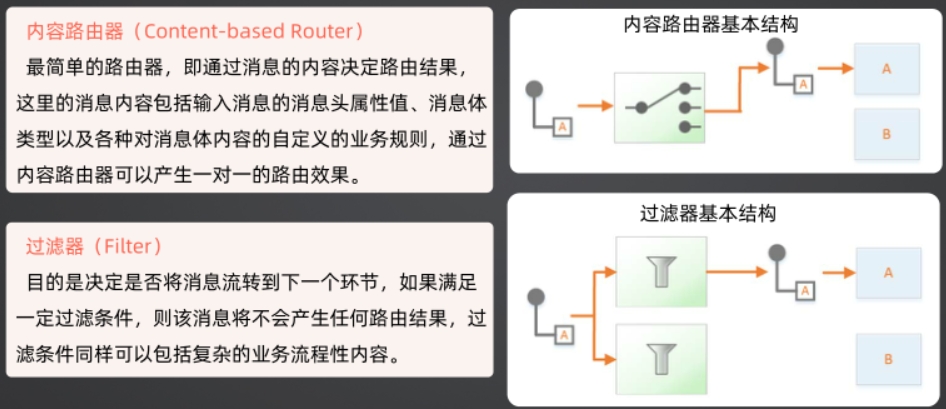 内容路由器（Content-based Router）
最简单的路由器，即通过消息的内容决定路由结果，
这里的消息内容包括输入消息的消息头属性值、消息体
类型以及各种对消息体内容的自定义的业务规则，通过
内容路由器可以产生一对一的路由效果。
内容路由器基本结构
A
A
A
B
过滤器（Filter）
目的是决定是否将消息流转到下一个环节，如果满足
一定过滤条件，则该消息将不会产生任何路由结果，过
滤条件同样可以包括复杂的业务流程性内容。
过滤器基本结构
A
A
A
B